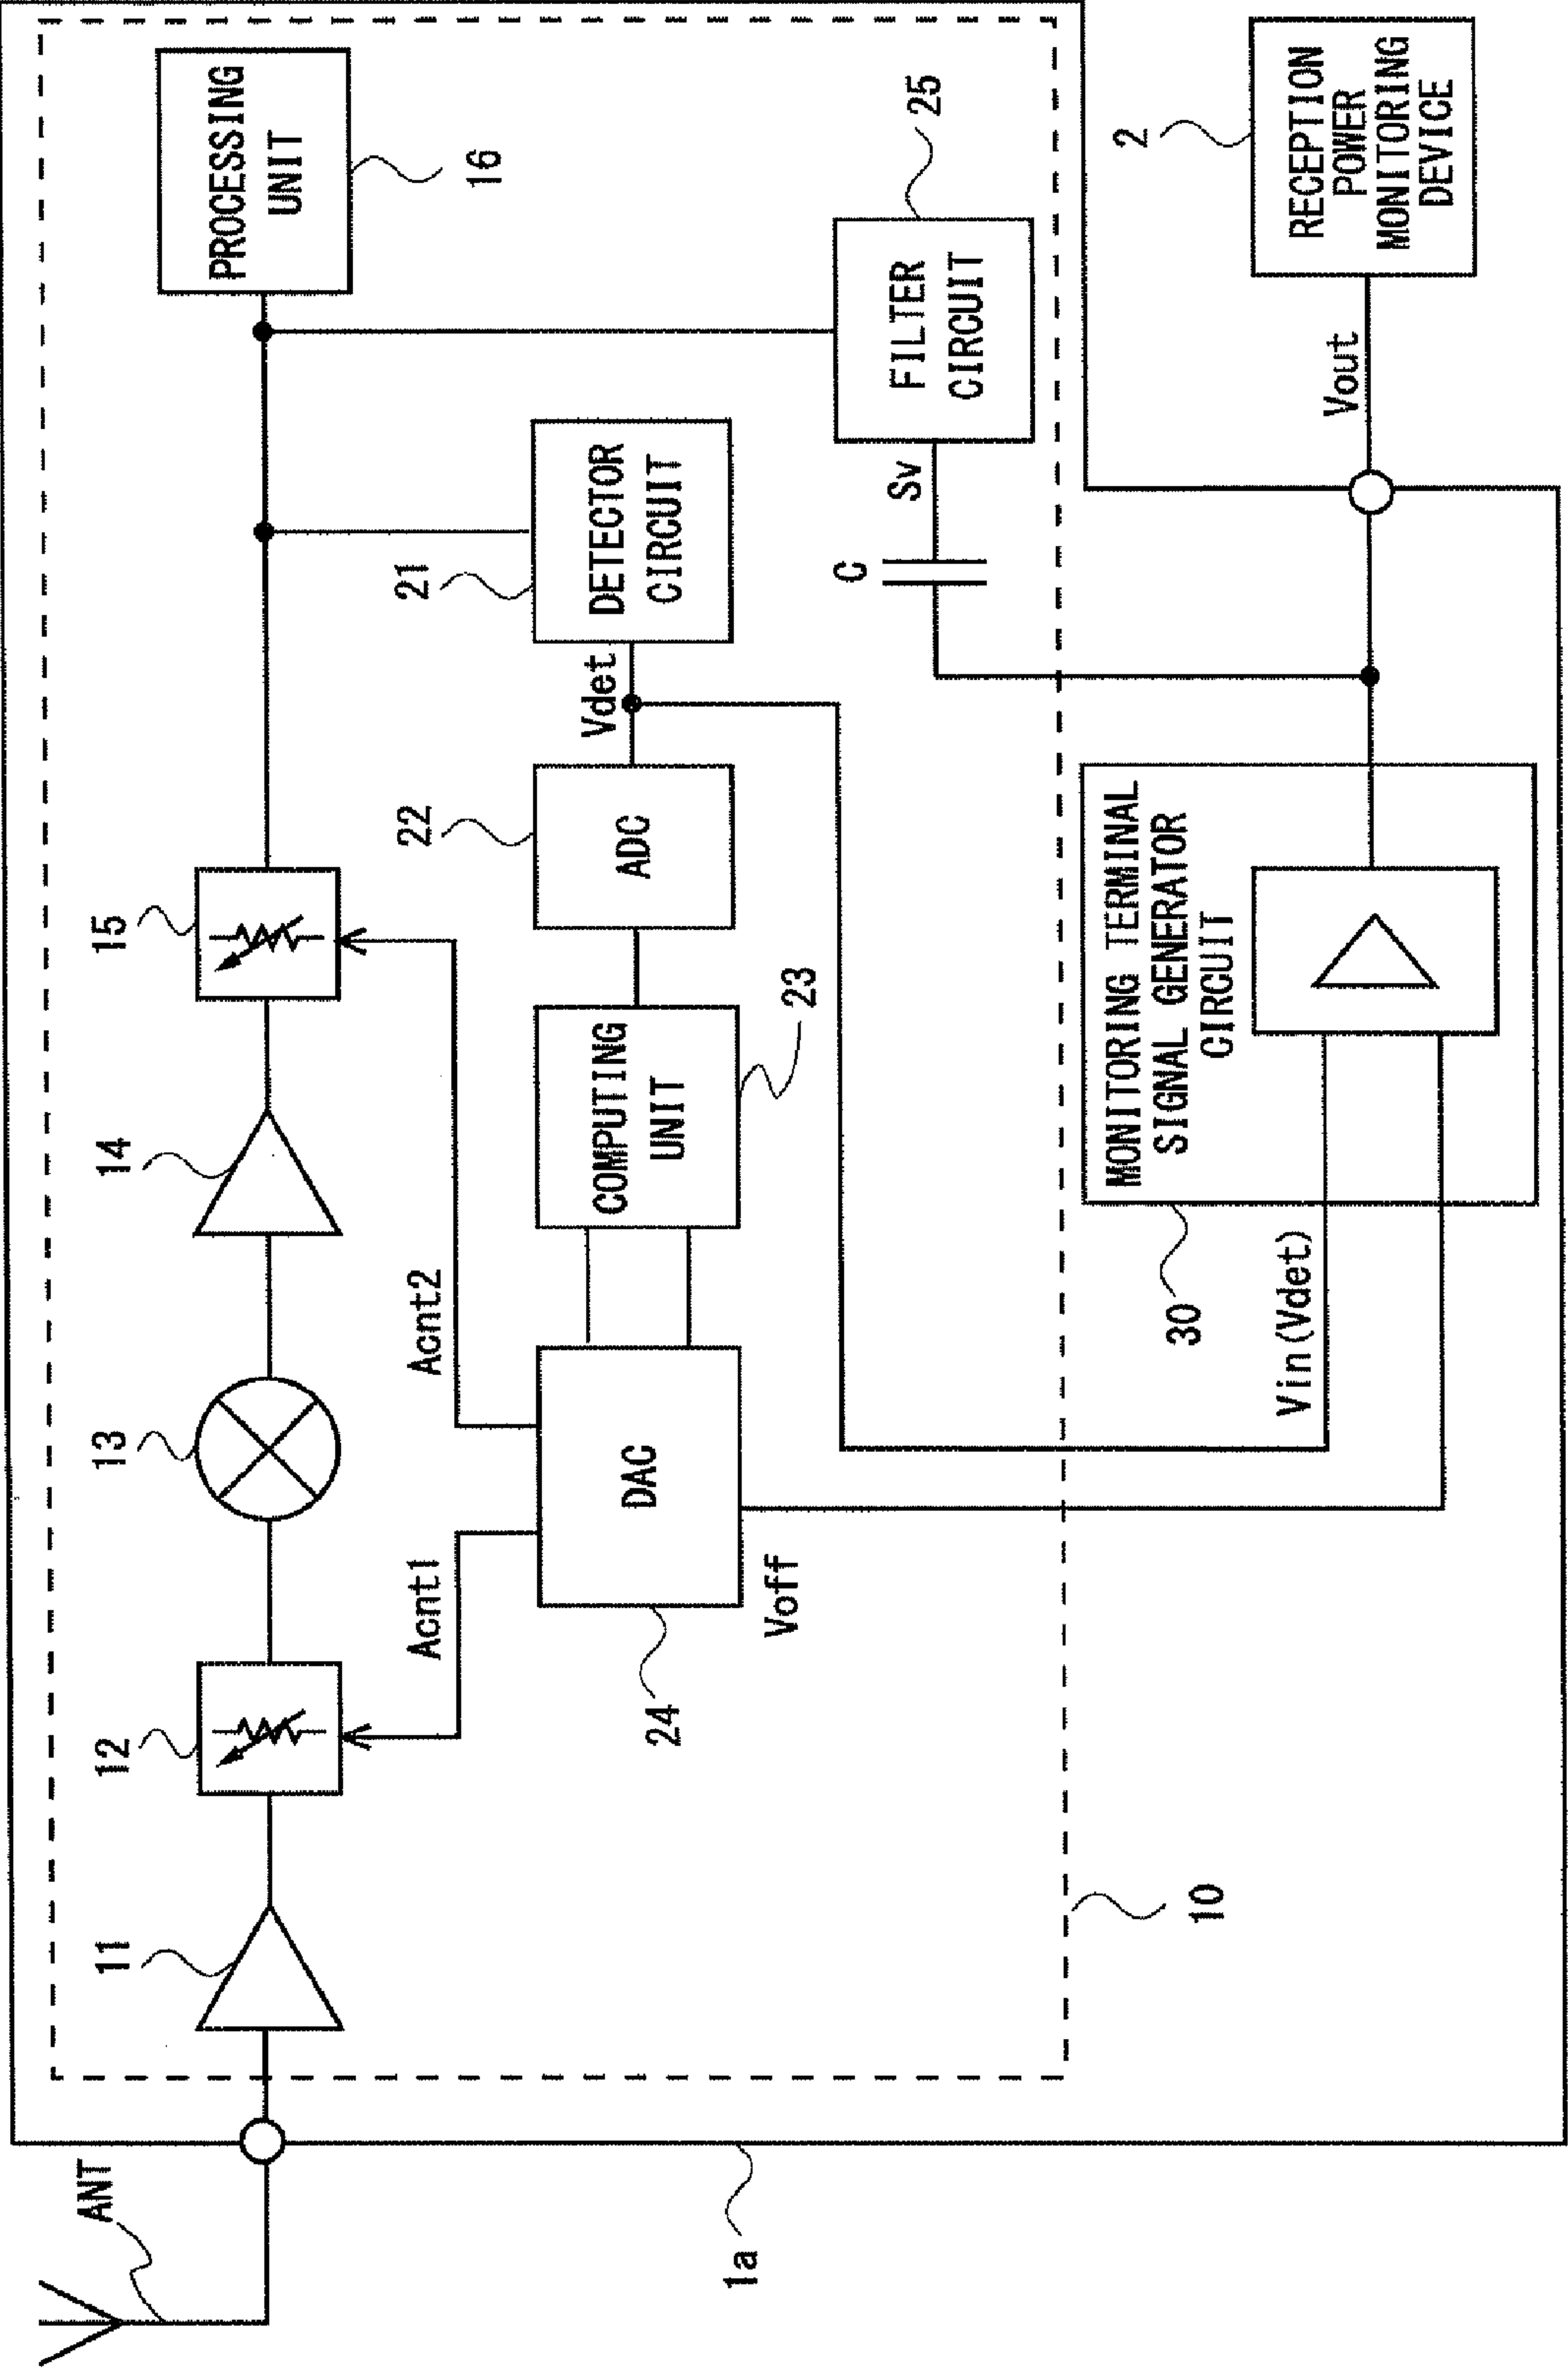 ANT
11
12
13
14
15
PROCESSING
UNIT
16
Acnt1
Acnt2
21
22
DETECTOR
CIRCUIT
Vdet
ADC
COMPUTING
UNIT
23
DAC
24
Voff
C
Sv
FILTER
CIRCUIT
25
10
1a
MONITORING TERMINAL
SIGNAL GENERATOR
CIRCUIT
30
Vin(Vdet)
Vout
2
RECEPTION
POWER
MONITORING
DEVICE